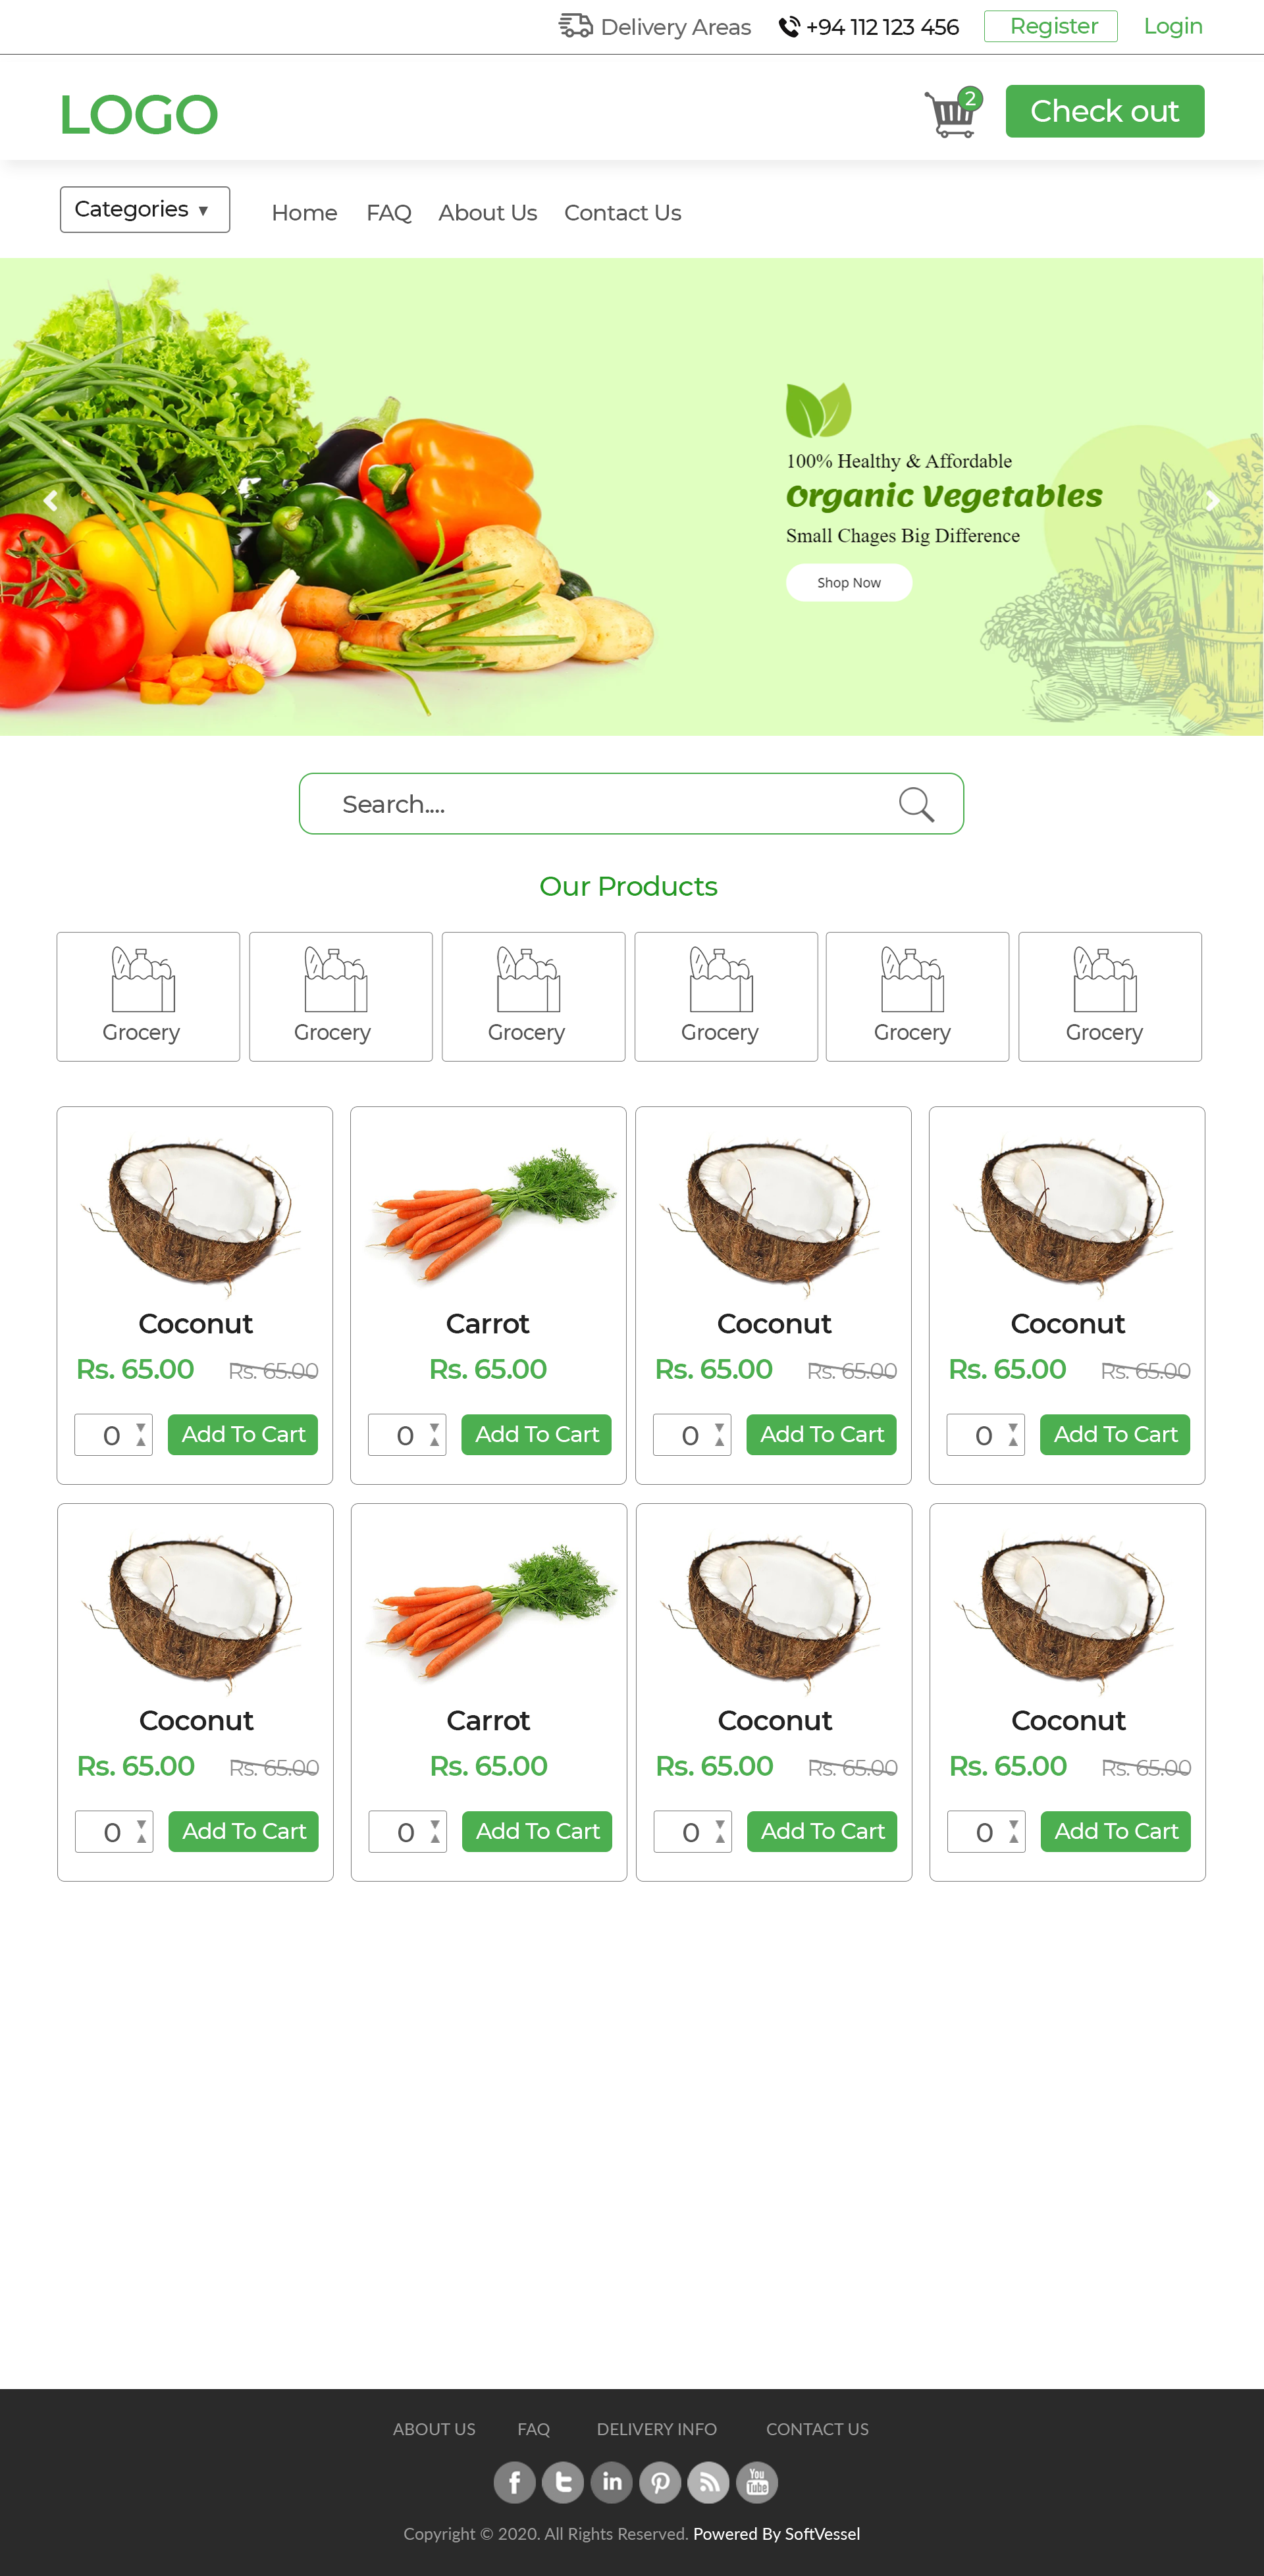 Delivery Areas +94 112 123 456 Register Login
LOGO 2 Check out
Categories ▼ Home FAQ About Us Contact Us
100% Healthy & Affordable
Organic Vegetables
Small Chages Big Difference
Shop Now
Search....
Our Products
Grocery Grocery Grocery Grocery Grocery Grocery
Coconut Carrot Coconut Coconut
Rs. 65.00 Rs. 65.00 Rs. 65.00 Rs. 65.00 Rs. 65.00 Rs. 65.00 Rs. 65.00
0 Add To Cart 0 Add To Cart 0 Add To Cart 0 Add To Cart
Coconut Carrot Coconut Coconut
Rs. 65.00 Rs. 65.00 Rs. 65.00 Rs. 65.00 Rs. 65.00 Rs. 65.00 Rs. 65.00
0 Add To Cart 0 Add To Cart 0 Add To Cart 0 Add To Cart
ABOUT US FAQ DELIVERY INFO CONTACT US
f t in P You Tube
Copyright © 2020. All Rights Reserved. Powered By SoftVessel